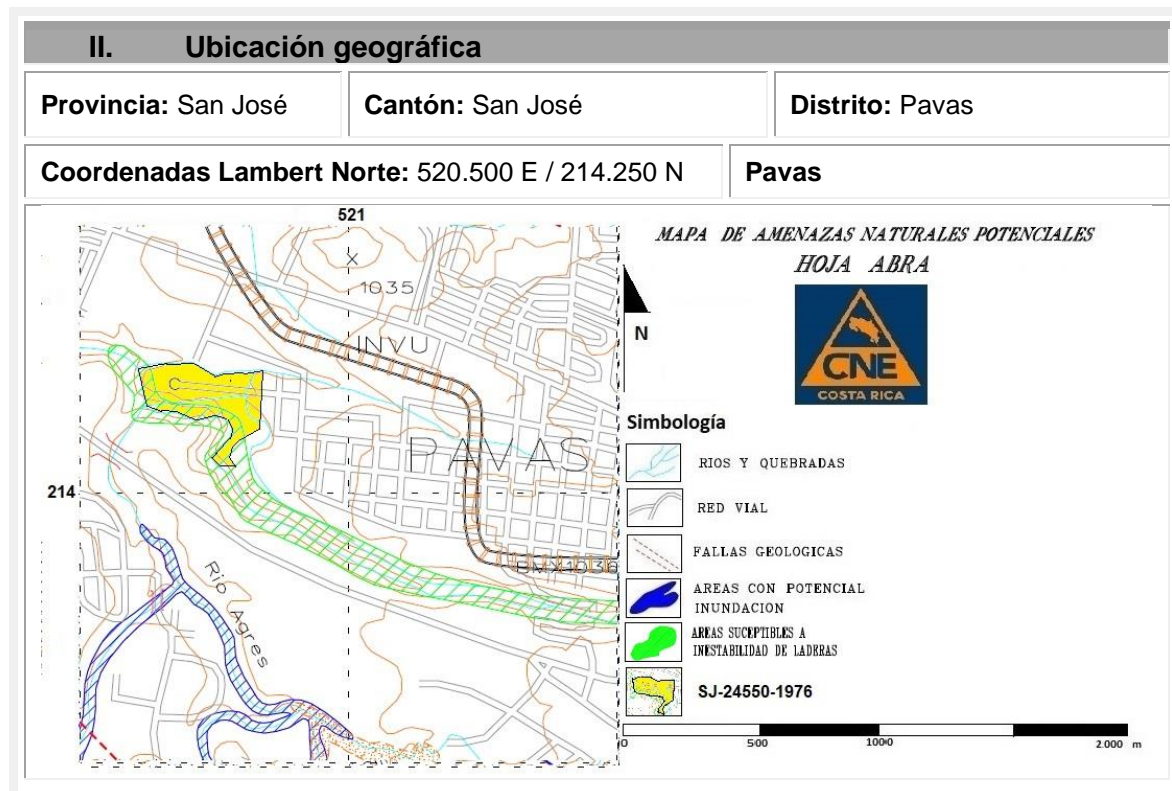 II. Ubicación geográfica
Provincia: San José
Cantón: San José
Distrito: Pavas
Coordenadas Lambert Norte: 520.500 E / 214.250 N
Pavas
521
214
1035
INVU
PAVAS
BMX1036
Rio Agres
C
MAPA DE AMENAZAS NATURALES POTENCIALES
HOJA ABRA
N
CNE
COSTA RICA
Simbología
RIOS Y QUEBRADAS
RED VIAL
FALLAS GEOLOGICAS
AREAS CON POTENCIAL
INUNDACION
AREAS SUCEPTIBLES A
INESTABILIDAD DE LADERAS
SJ-24550-1976
0 500 1000 2.000 m